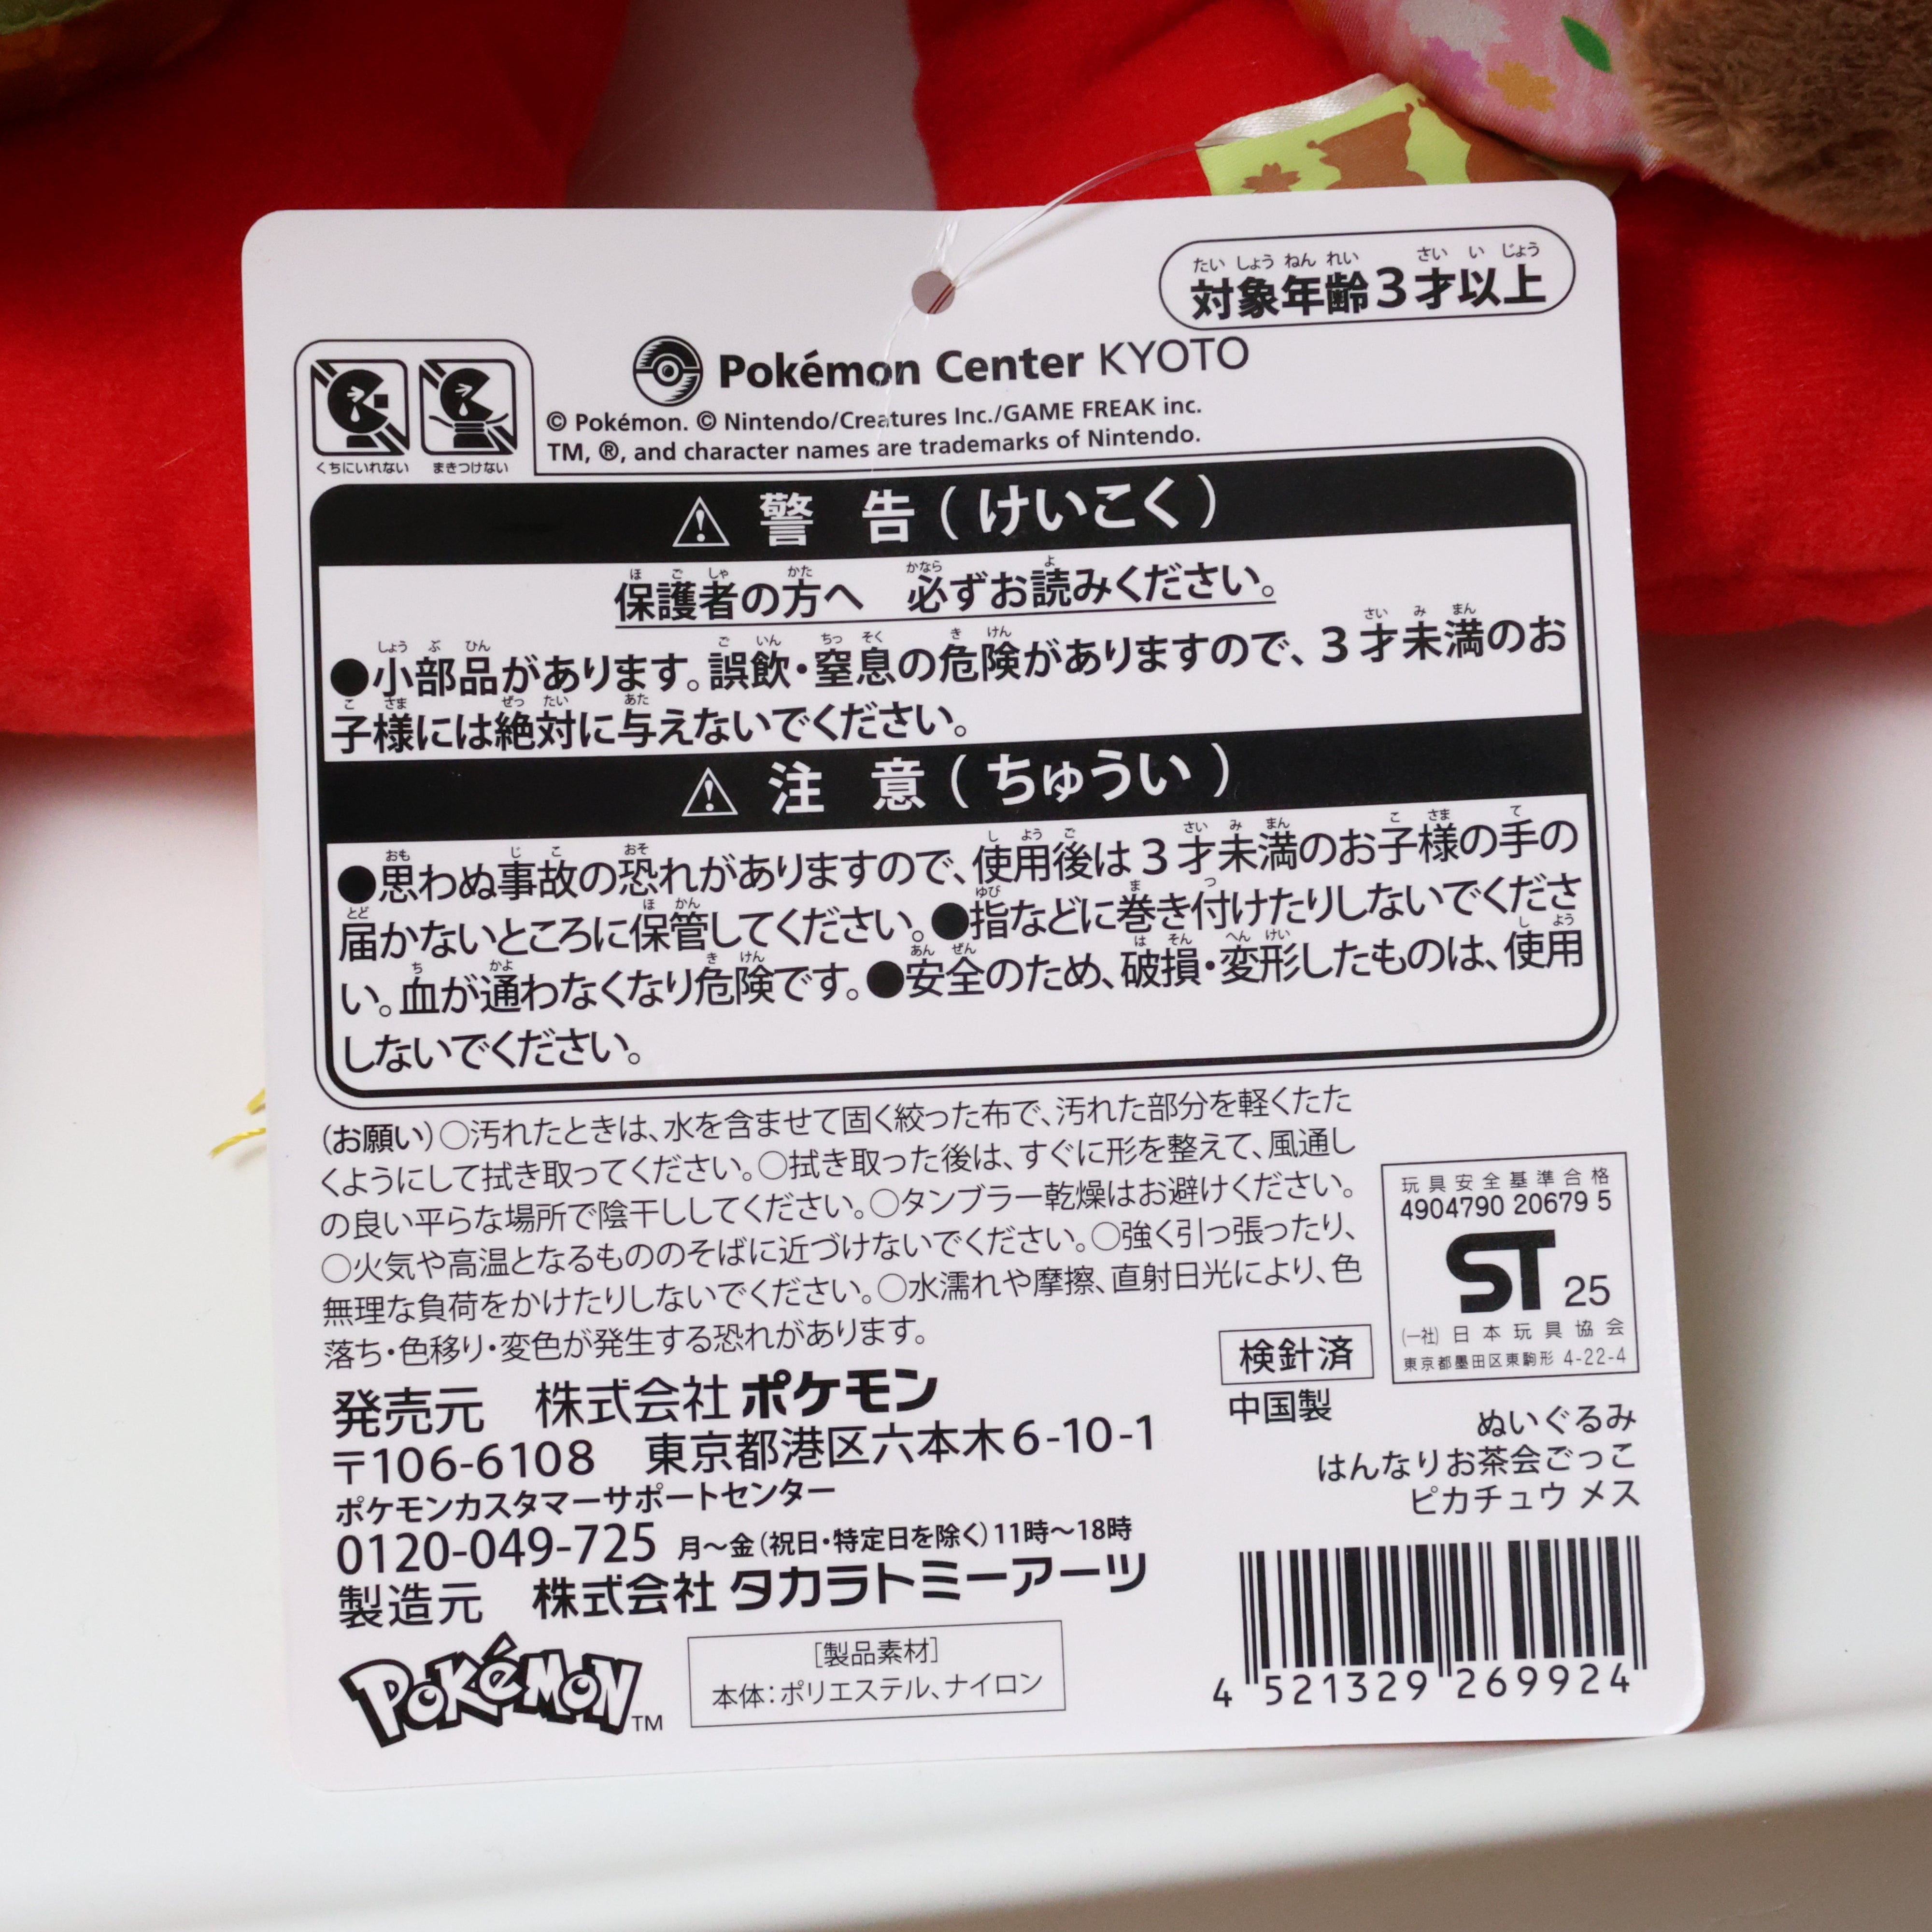 対象年齢3才以上
くちにいれない まきつけない
Pokémon Center KYOTO
© Pokémon. © Nintendo/Creatures Inc./GAME FREAK inc.
TM, ®, and character names are trademarks of Nintendo.
⚠ 警 告 ( けいこく )
保護者の方へ 必ずお読みください。
●小部品があります。誤飲・窒息の危険がありますので、3才未満のお
子様には絶対に与えないでください。
⚠ 注 意 ( ちゅうい )
●思わぬ事故の恐れがありますので、使用後は3才未満のお子様の手の
届かないところに保管してください。●指などに巻き付けたりしないでくださ
い。血が通わなくなり危険です。●安全のため、破損・変形したものは、使用
しないでください。
(お願い)○汚れたときは、水を含ませて固く絞った布で、汚れた部分を軽くたた
くようにして拭き取ってください。○拭き取った後は、すぐに形を整えて、風通し
の良い平らな場所で陰干ししてください。○タンブラー乾燥はお避けください。
○火気や高温となるもののそばに近づけないでください。○強く引っ張ったり、
無理な負荷をかけたりしないでください。○水濡れや摩擦、直射日光により、色
落ち・色移り・変色が発生する恐れがあります。
玩具安全基準合格
4904790 20679 5
ST 25
(一社) 日本玩具協会
東京都墨田区東駒形 4-22-4
検針済
中国製
発売元 株式会社ポケモン
〒106-6108 東京都港区六本木6-10-1
ポケモンカスタマーサポートセンター
0120-049-725 月〜金(祝日・特定日を除く)11時〜18時
製造元 株式会社タカラトミーアーツ
ぬいぐるみ
はんなりお茶会ごっこ
ピカチュウ メス
POKéMON TM
[製品素材]
本体:ポリエステル、ナイロン
4 521329 269924